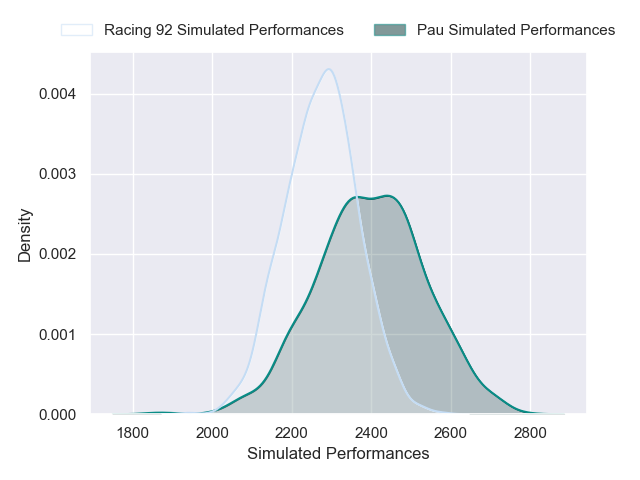 Racing 92 Simulated Performances Pau Simulated Performances
0.004
0.003
0.002
0.001
0.000
Density
1800 2000 2200 2400 2600 2800
Simulated Performances